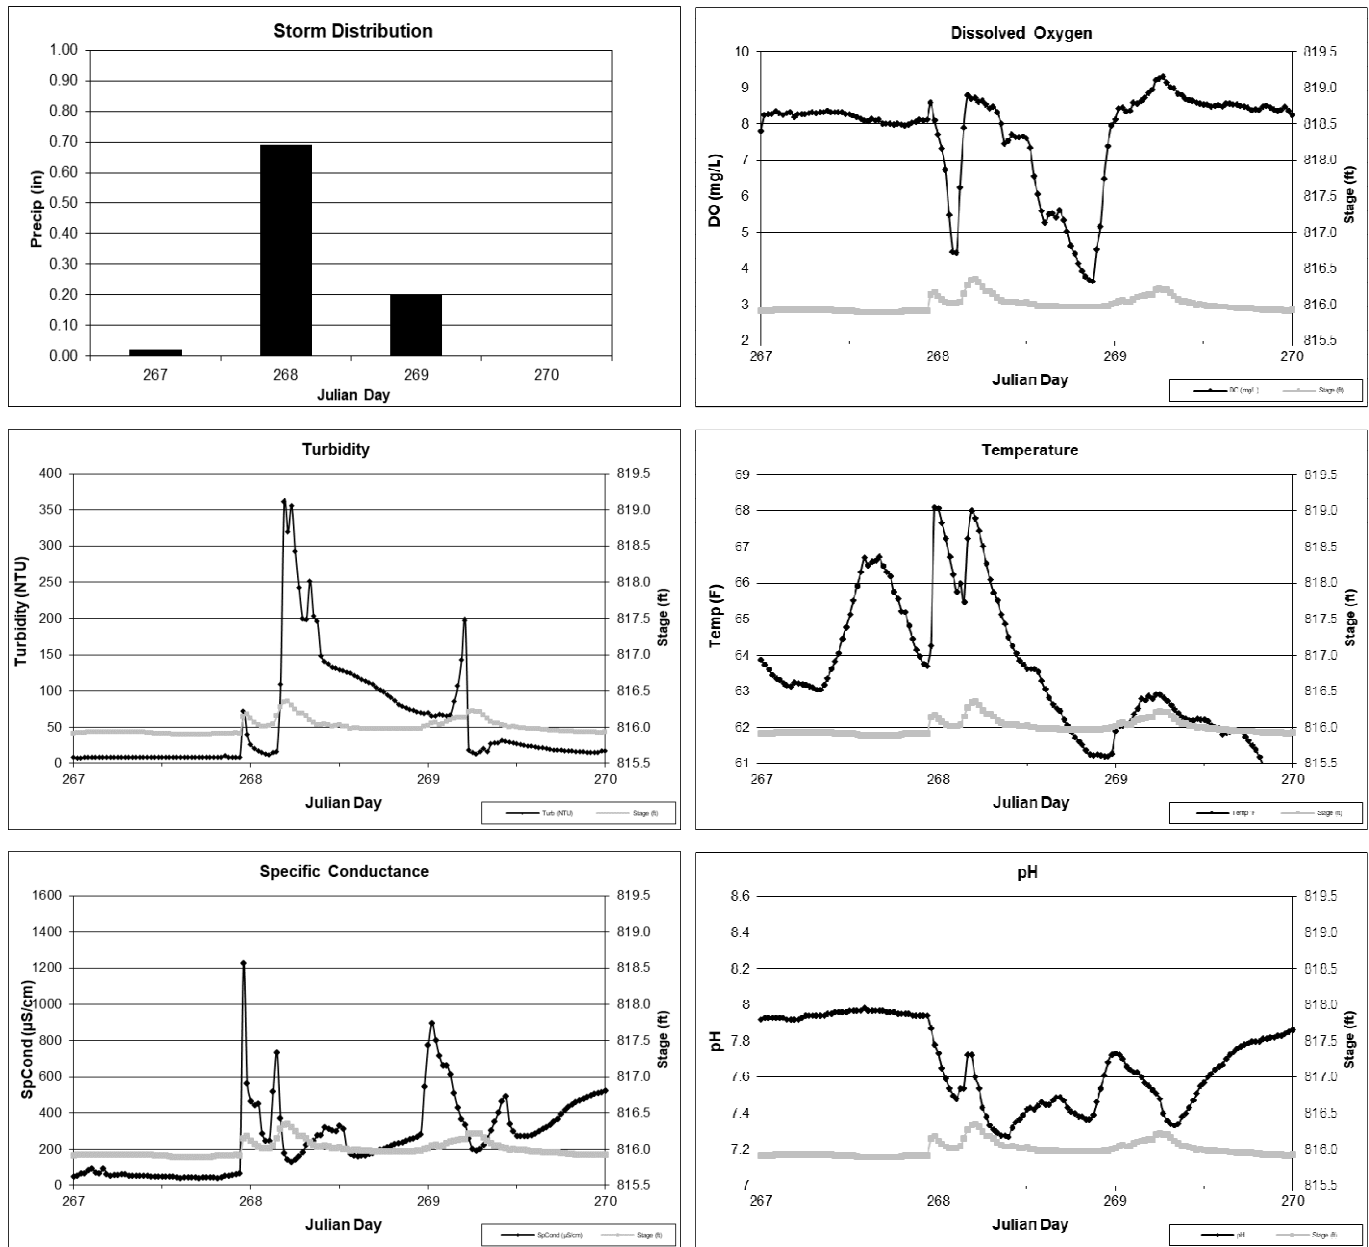 Storm Distribution
1.00
0.90
0.80
0.70
0.60
0.50
0.40
0.30
0.20
0.10
0.00
Precip (in)
267 268 269 270
Julian Day
Dissolved Oxygen
10 819.5
9 819.0
8 818.5
7 818.0
6 817.5
5 817.0
4 816.5
3 816.0
2 815.5
DO (mg/L)
Stage (ft)
267 268 269 270
Julian Day
DO (mg/L) Stage (ft)
Turbidity
400 819.5
350 819.0
300 818.5
250 818.0
200 817.5
150 817.0
100 816.5
50 816.0
0 815.5
Turbidity (NTU)
Stage (ft)
267 268 269 270
Julian Day
Turb (NTU) Stage (ft)
Temperature
69 819.5
68 819.0
67 818.5
66 818.0
65 817.5
64 817.0
63 816.5
62 816.0
61 815.5
Temp (F)
Stage (ft)
267 268 269 270
Julian Day
Temp F Stage (ft)
Specific Conductance
1600 819.5
1400 819.0
1200 818.5
1000 818.0
800 817.5
600 817.0
400 816.5
200 816.0
0 815.5
SpCond (µS/cm)
Stage (ft)
267 268 269 270
Julian Day
SpCond (µS/cm) Stage (ft)
pH
8.6 819.5
8.4 819.0
8.2 818.5
8 818.0
7.8 817.5
7.6 817.0
7.4 816.5
7.2 816.0
7 815.5
pH
Stage (ft)
267 268 269 270
Julian Day
pH Stage (ft)